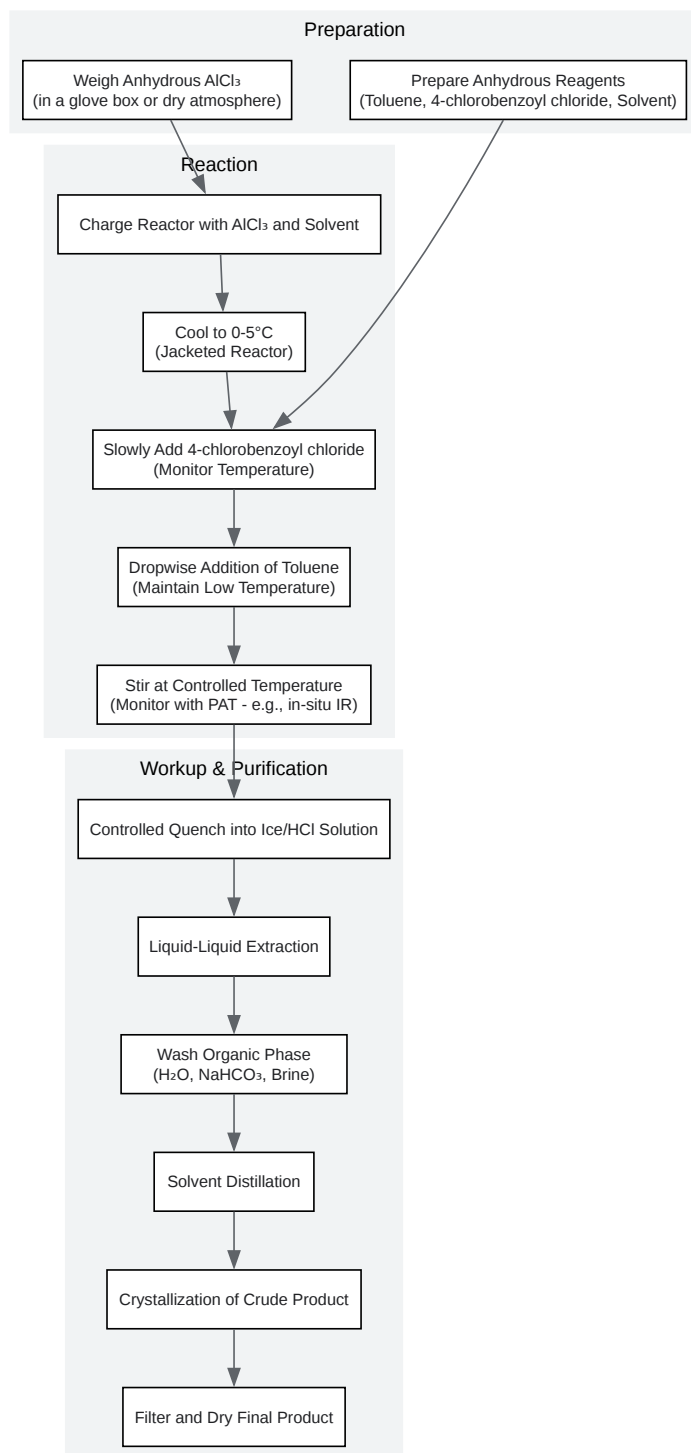 Preparation
Weigh Anhydrous AlCl₃
(in a glove box or dry atmosphere)
Prepare Anhydrous Reagents
(Toluene, 4-chlorobenzoyl chloride, Solvent)
Reaction
Charge Reactor with AlCl₃ and Solvent
Cool to 0-5°C
(Jacketed Reactor)
Slowly Add 4-chlorobenzoyl chloride
(Monitor Temperature)
Dropwise Addition of Toluene
(Maintain Low Temperature)
Stir at Controlled Temperature
(Monitor with PAT - e.g., in-situ IR)
Workup & Purification
Controlled Quench into Ice/HCl Solution
Liquid-Liquid Extraction
Wash Organic Phase
(H₂O, NaHCO₃, Brine)
Solvent Distillation
Crystallization of Crude Product
Filter and Dry Final Product